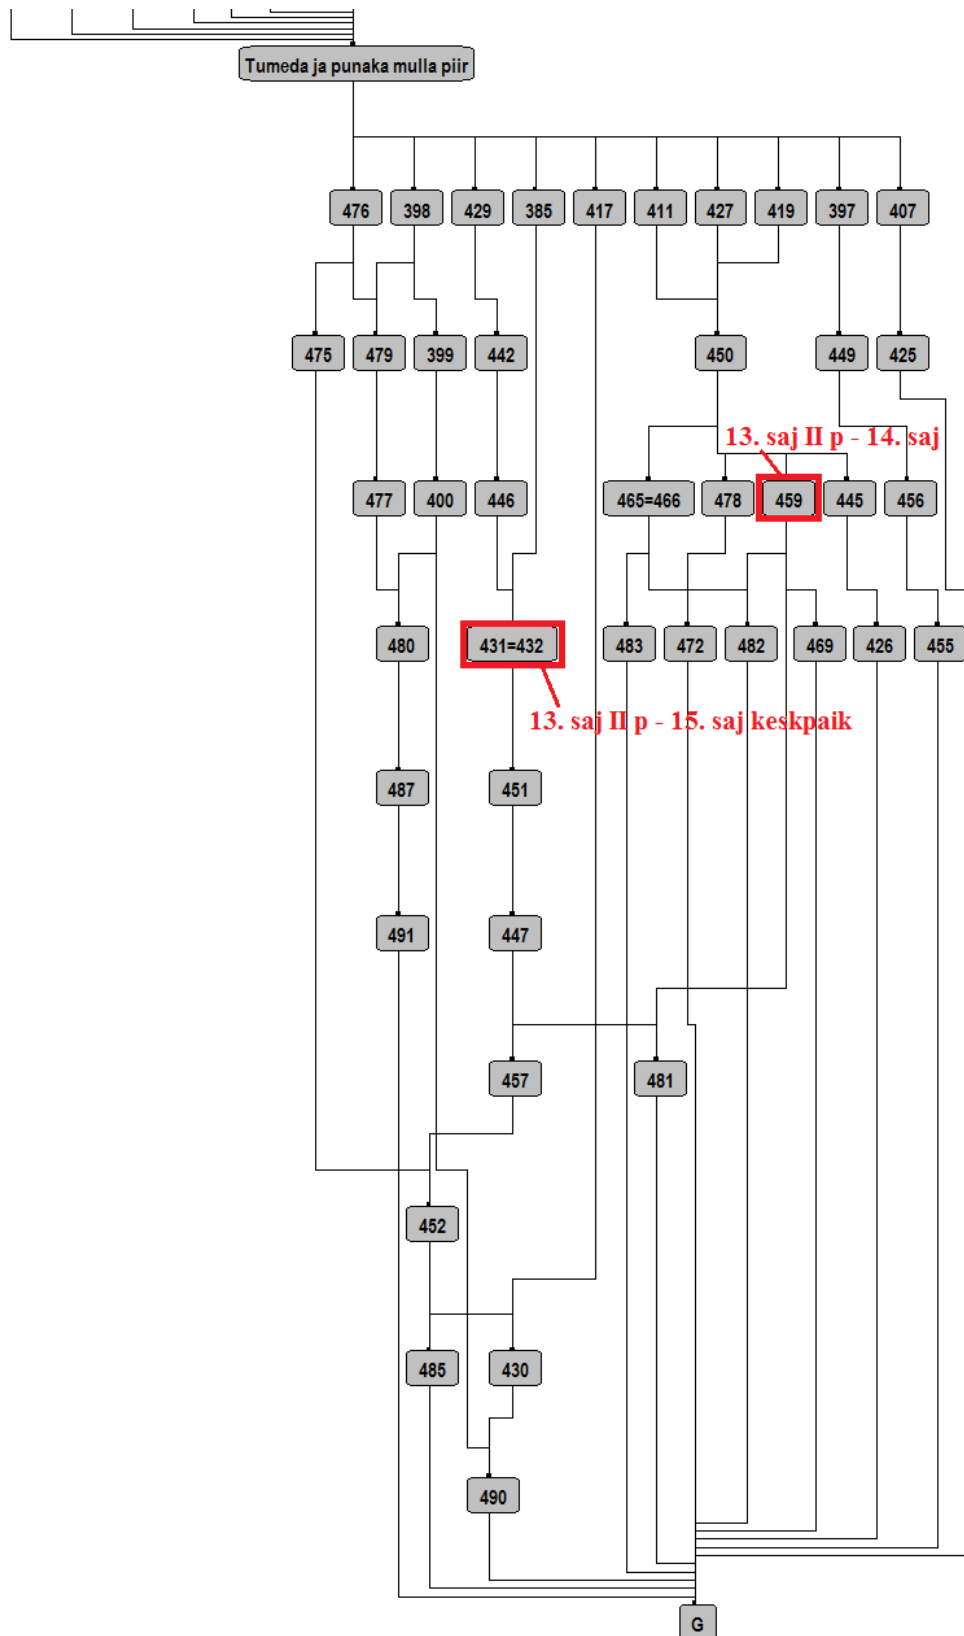 Tumeda ja punaka mulla piir
476 398 429 385 417 411 427 419 397 407
475 479 399 442 450 449 425
13. saj II p - 14. saj
477 400 446 465=466 478 459 445 456
480 431=432 483 472 482 469 426 455
13. saj II p - 15. saj keskpaik
487 451
491 447
457 481
452
485 430
490
G